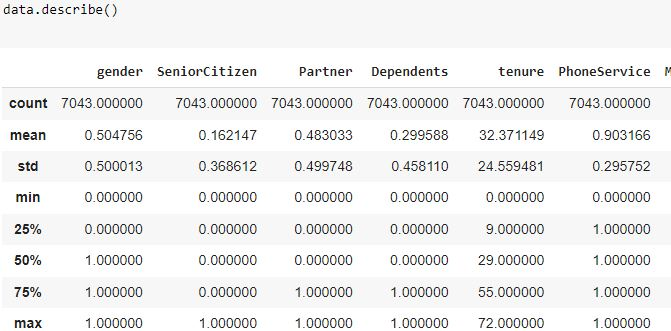 data.describe()
gender SeniorCitizen Partner Dependents tenure PhoneService M
count 7043.000000 7043.000000 7043.000000 7043.000000 7043.000000 7043.000000
mean 0.504756 0.162147 0.483033 0.299588 32.371149 0.903166
std 0.500013 0.368612 0.499748 0.458110 24.559481 0.295752
min 0.000000 0.000000 0.000000 0.000000 0.000000 0.000000
25% 0.000000 0.000000 0.000000 0.000000 9.000000 1.000000
50% 1.000000 0.000000 0.000000 0.000000 29.000000 1.000000
75% 1.000000 0.000000 1.000000 1.000000 55.000000 1.000000
max 1.000000 1.000000 1.000000 1.000000 72.000000 1.000000